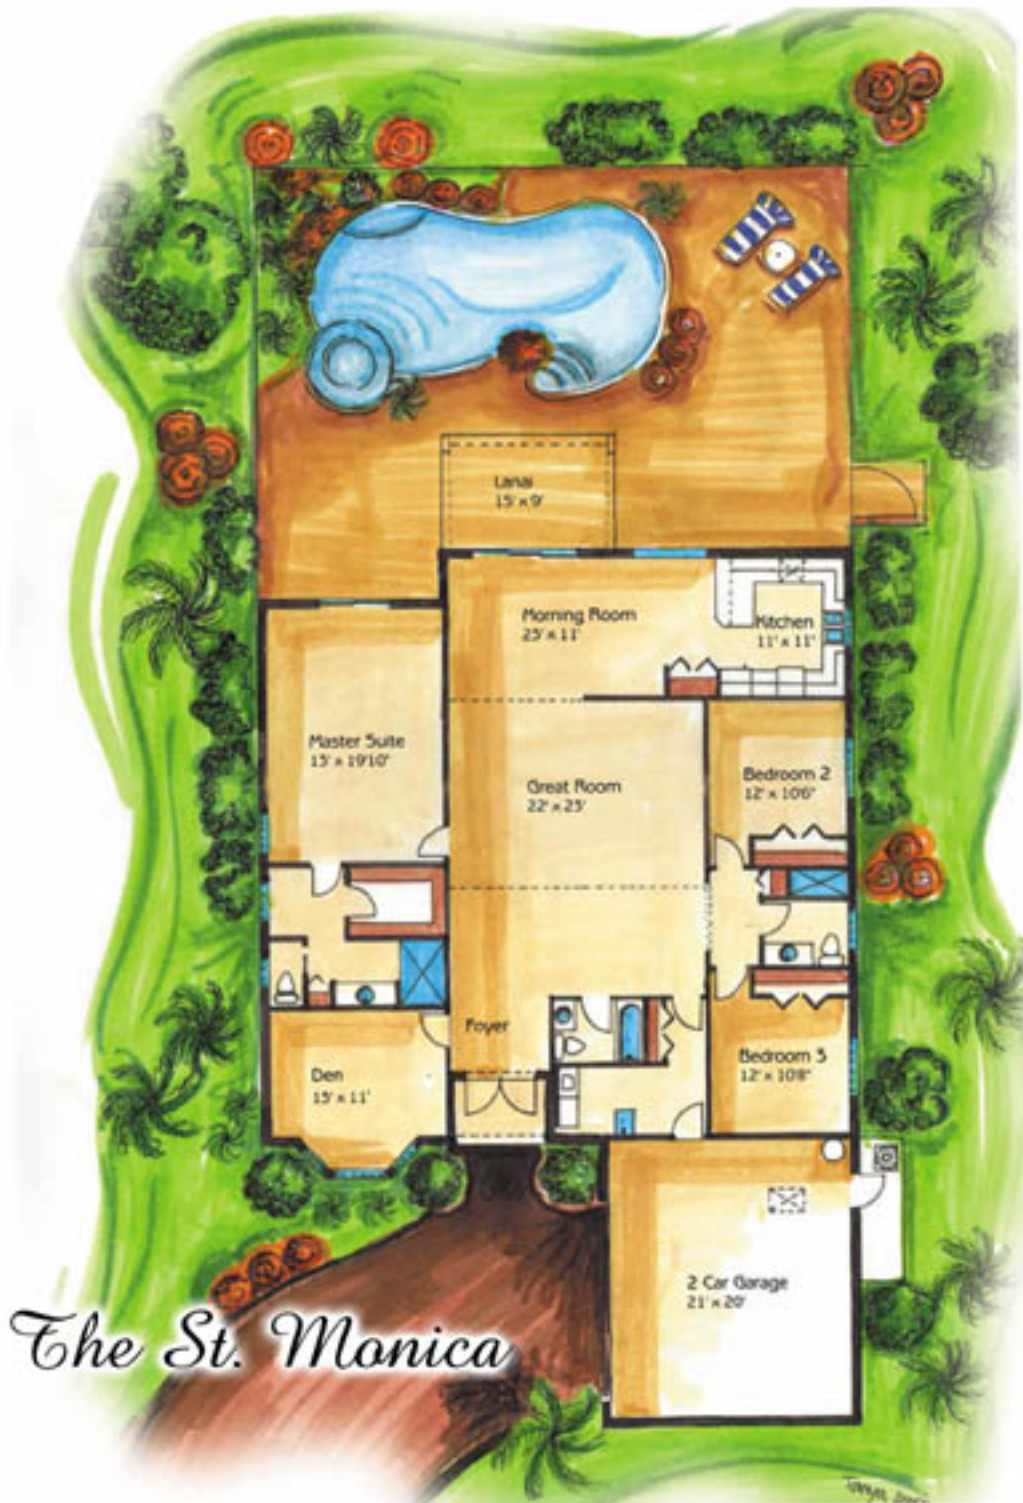 Lanai
13' x 9'
Morning Room
23' x 11'
Kitchen
11' x 11'
Master Suite
13' x 19'10"
Great Room
22' x 23'
Bedroom 2
12' x 10'6"
Foyer
Den
13' x 11'
Bedroom 3
12' x 10'8"
2 Car Garage
21' x 20'
The St. Monica